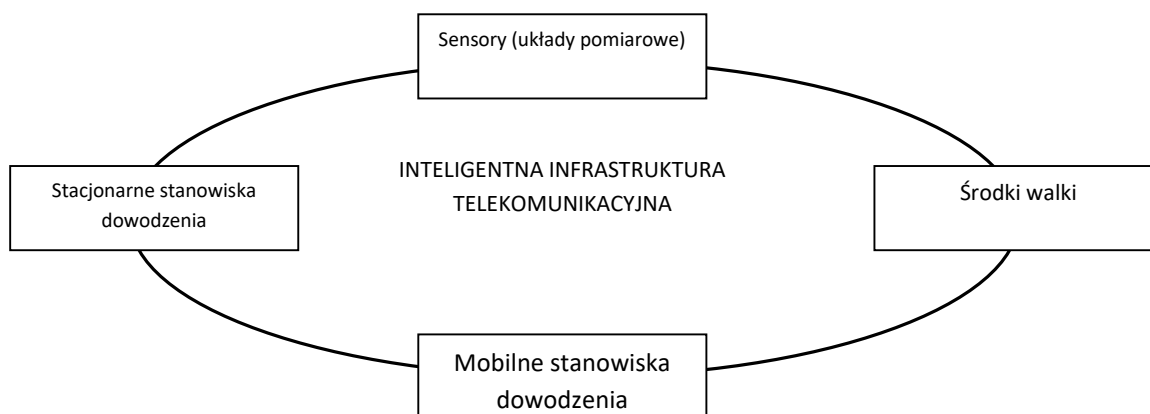 Sensory (układy pomiarowe)
INTELIGENTNA INFRASTRUKTURA
TELEKOMUNIKACYJNA
Stacjonarne stanowiska
dowodzenia
Środki walki
Mobilne stanowiska
dowodzenia